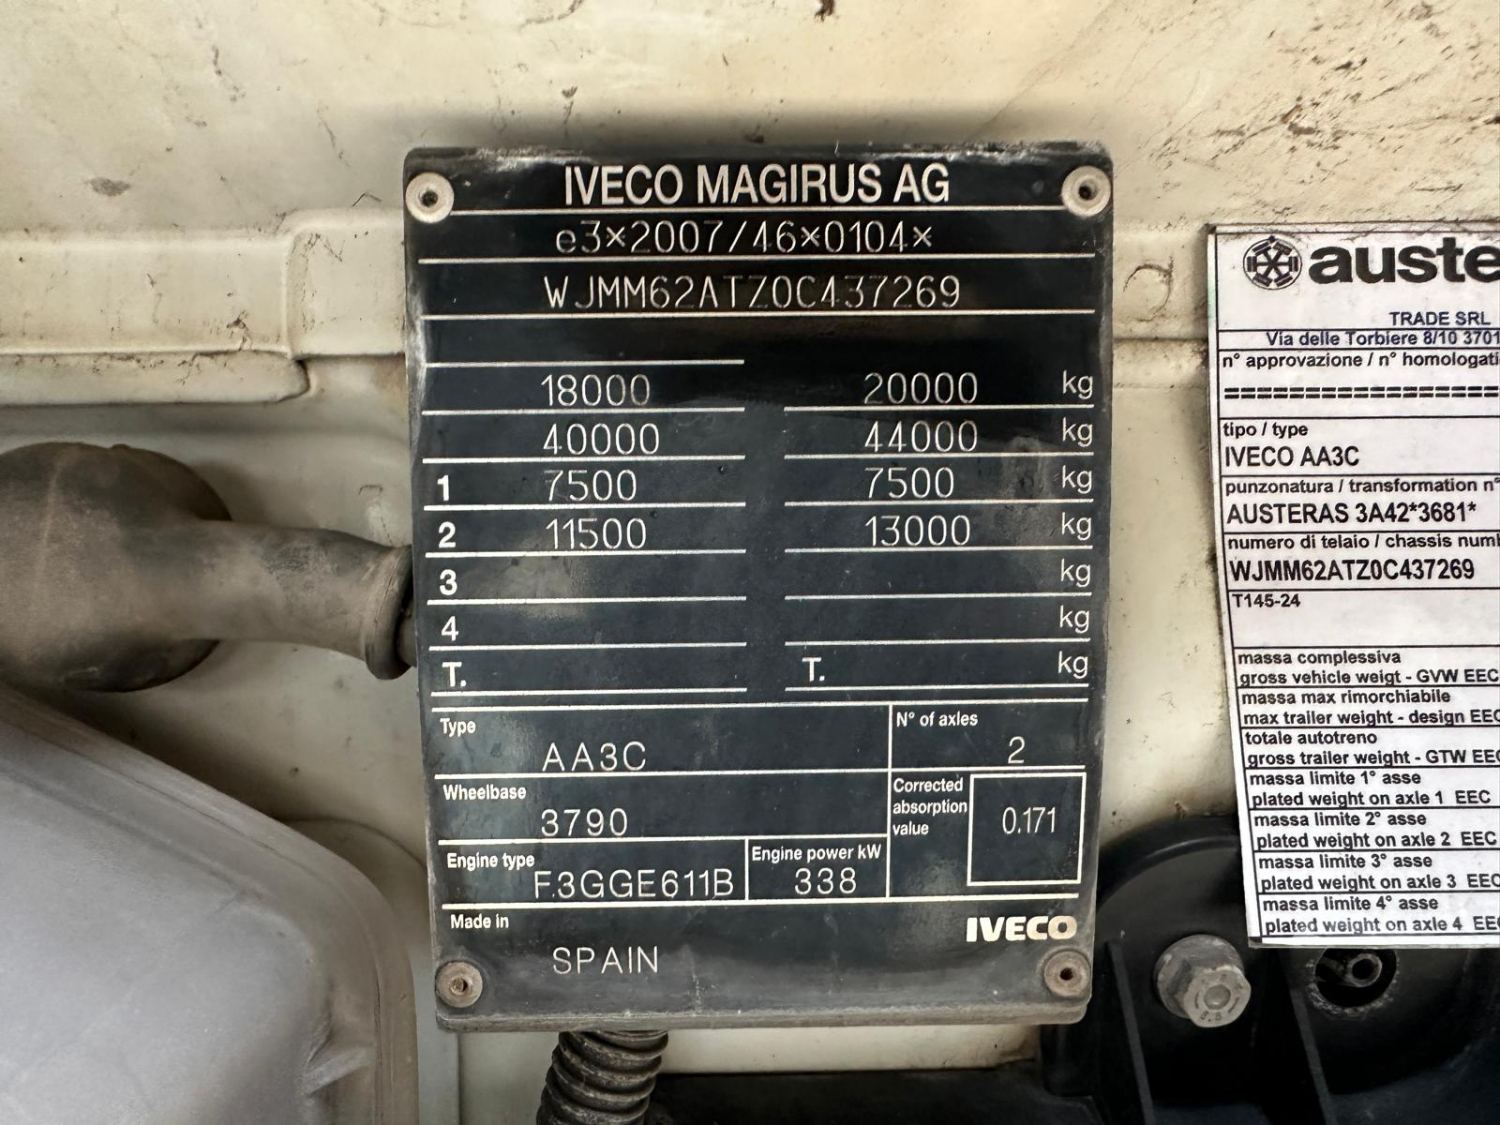 IVECO MAGIRUS AG
e3*2007/46*0104*
WJMM62ATZ0C437269
18000 20000 kg
40000 44000 kg
1 7500 7500 kg
2 11500 13000 kg
3 kg
4 kg
T. T. kg
Type N° of axles
AA3C 2
Wheelbase Corrected absorption value
3790 0.171
Engine type Engine power kW
F3GGE611B 338
Made in IVECO
SPAIN
auste
TRADE SRL
Via delle Torbiere 8/10 3701
n° approvazione / n° homologati
===================
tipo / type
IVECO AA3C
punzonatura / transformation n°
AUSTERAS 3A42*3681*
numero di telaio / chassis num
WJMM62ATZ0C437269
T145-24
massa complessiva
gross vehicle weigt - GVW EEC
massa max rimorchiabile
max trailer weight - design EEC
totale autotreno
gross trailer weight - GTW EEC
massa limite 1° asse
plated weight on axle 1 EEC
massa limite 2° asse
plated weight on axle 2 EEC
massa limite 3° asse
plated weight on axle 3 EEC
massa limite 4° asse
plated weight on axle 4 EEC
8.8